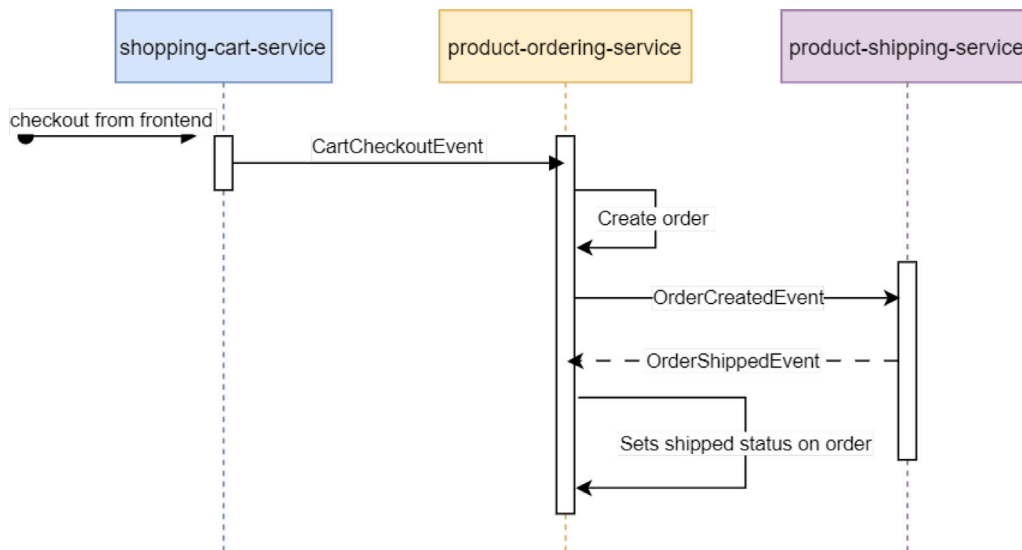 shopping-cart-service
product-ordering-service
product-shipping-service
checkout from frontend
CartCheckoutEvent
Create order
OrderCreatedEvent
OrderShippedEvent
Sets shipped status on order